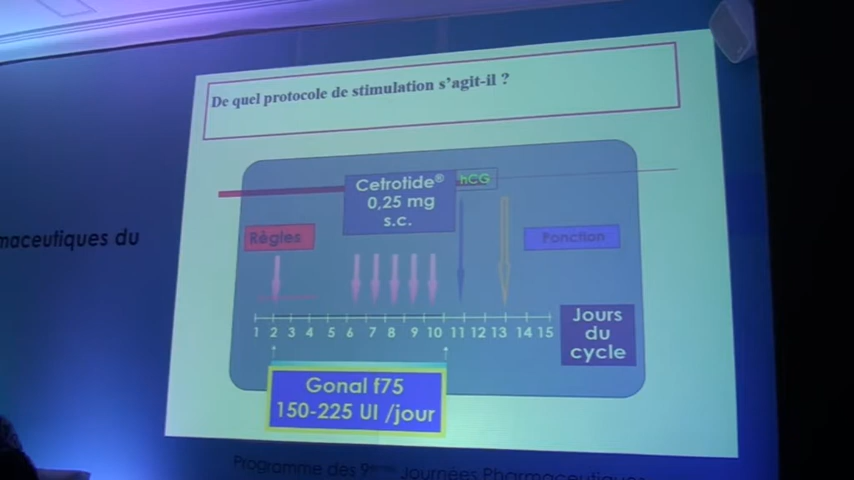 De quel protocole de stimulation s'agit-il ?
Cetrotide®
0,25 mg
s.c.
hCG
Règles
Ponction
1 2 3 4 5 6 7 8 9 10 11 12 13 14 15
Jours
du
cycle
Gonal f75
150-225 UI /jour
maceutiques du
Programme des 9èmes Journées Pharmaceutiques